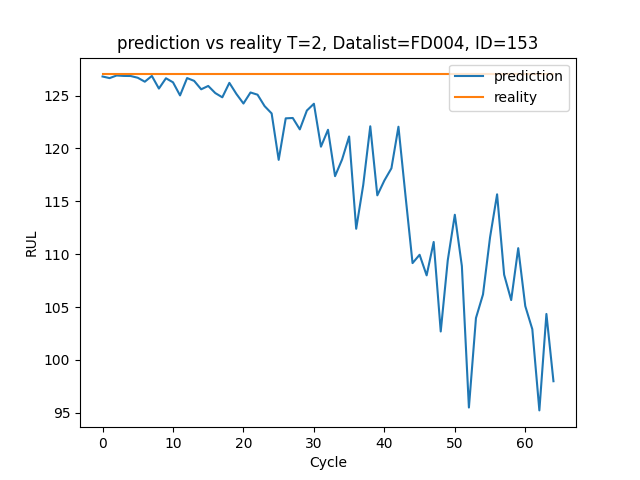 prediction vs reality T=2, Datalist=FD004, ID=153
prediction
reality
125
120
115
110
105
100
95
RUL
0 10 20 30 40 50 60
Cycle